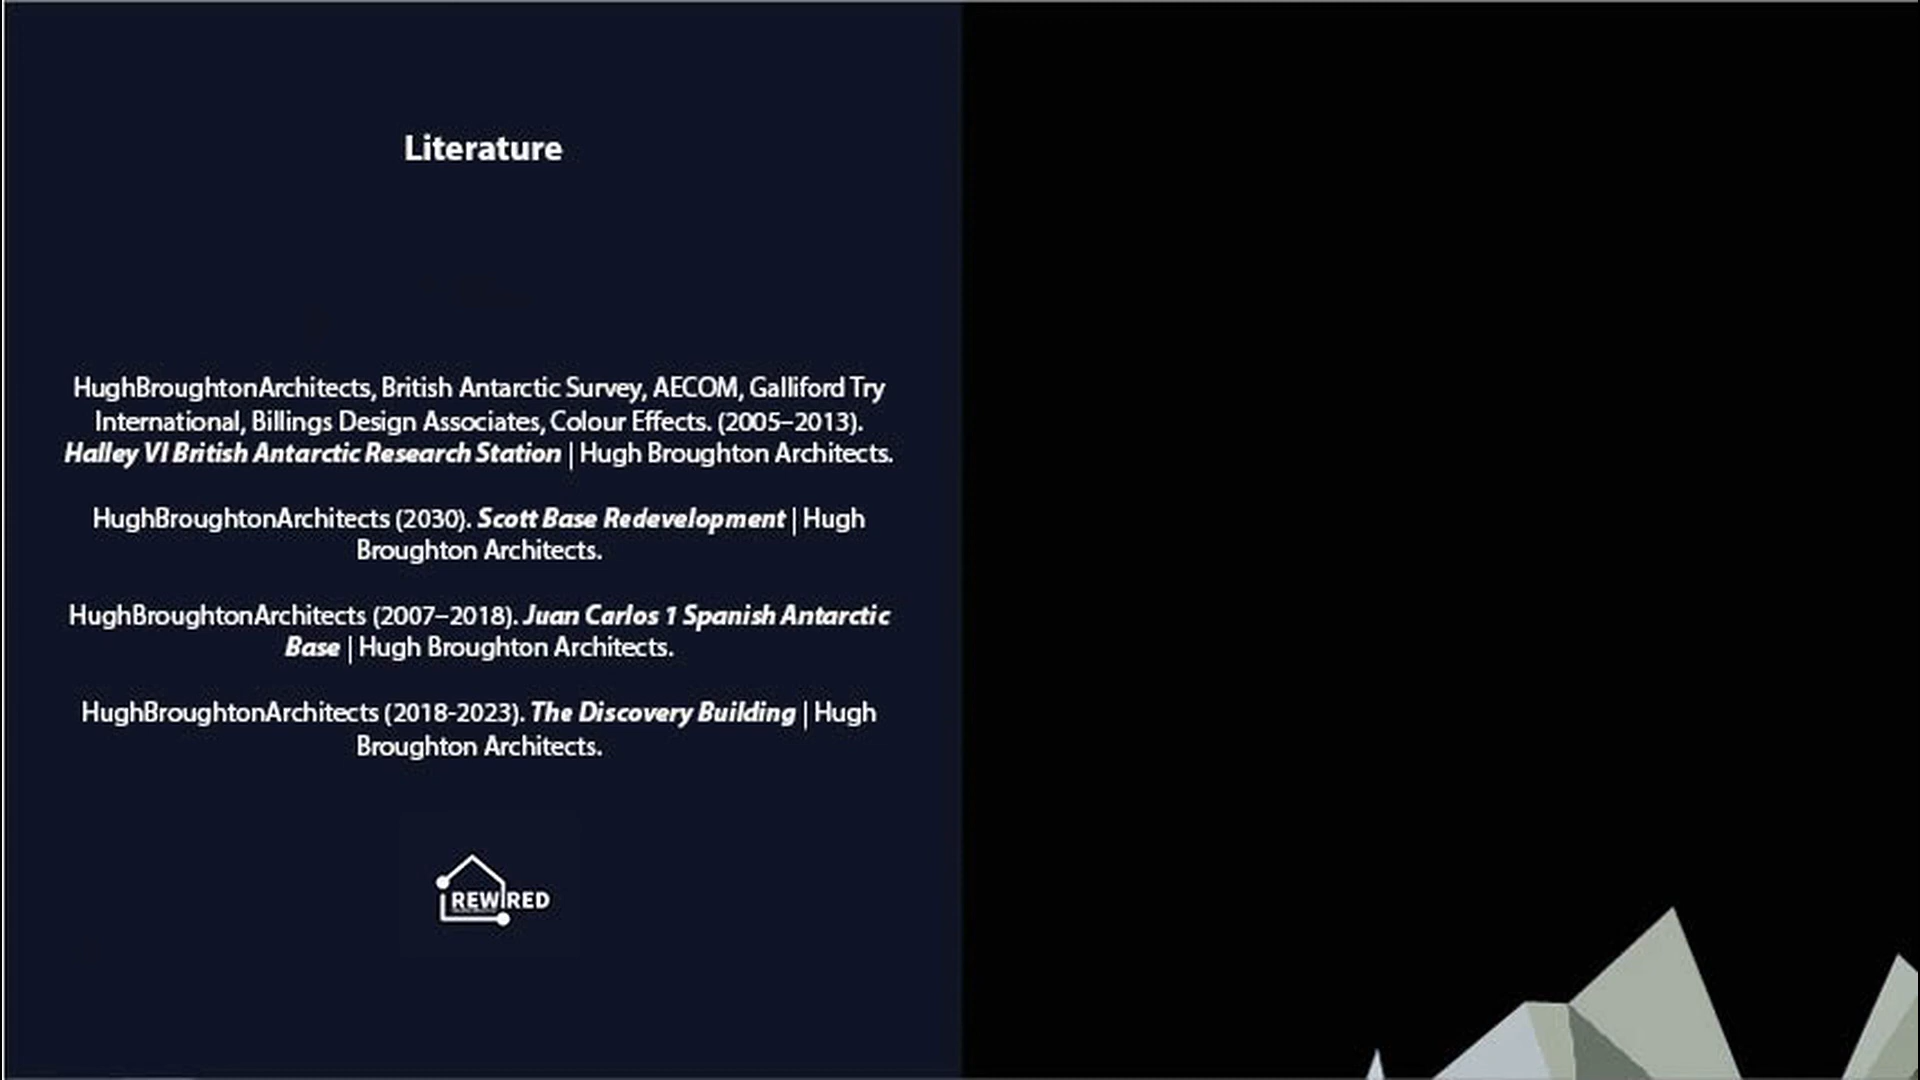 Literature
HughBroughtonArchitects, British Antarctic Survey, AECOM, Galliford Try
International, Billings Design Associates, Colour Effects. (2005–2013).
Halley VI British Antarctic Research Station | Hugh Broughton Architects.
HughBroughtonArchitects (2030). Scott Base Redevelopment | Hugh
Broughton Architects.
HughBroughtonArchitects (2007–2018). Juan Carlos 1 Spanish Antarctic
Base | Hugh Broughton Architects.
HughBroughtonArchitects (2018-2023). The Discovery Building | Hugh
Broughton Architects.
REWIRED